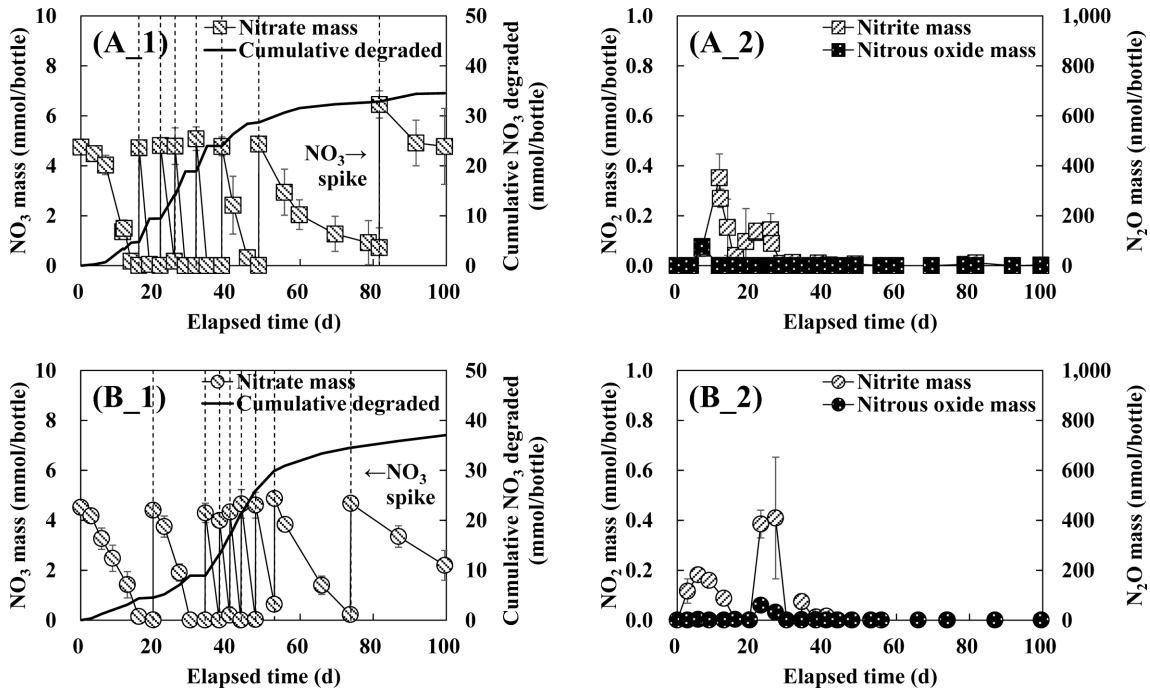 (A_1)
Nitrate mass
Cumulative degraded
NO₃→
spike
NO₃ mass (mmol/bottle)
10
8
6
4
2
0
Cumulative NO₃ degraded
(mmol/bottle)
50
40
30
20
10
0
0 20 40 60 80 100
Elapsed time (d)
(A_2)
Nitrite mass
Nitrous oxide mass
NO₂ mass (mmol/bottle)
1.0
0.8
0.6
0.4
0.2
0.0
N₂O mass (nmol/bottle)
1,000
800
600
400
200
0
0 20 40 60 80 100
Elapsed time (d)
(B_1)
Nitrate mass
Cumulative degraded
←NO₃
spike
NO₃ mass (mmol/bottle)
10
8
6
4
2
0
Cumulative NO₃ degraded
(mmol/bottle)
50
40
30
20
10
0
0 20 40 60 80 100
Elapsed time (d)
(B_2)
Nitrite mass
Nitrous oxide mass
NO₂ mass (mmol/bottle)
1.0
0.8
0.6
0.4
0.2
0.0
N₂O mass (nmol/bottle)
1,000
800
600
400
200
0
0 20 40 60 80 100
Elapsed time (d)